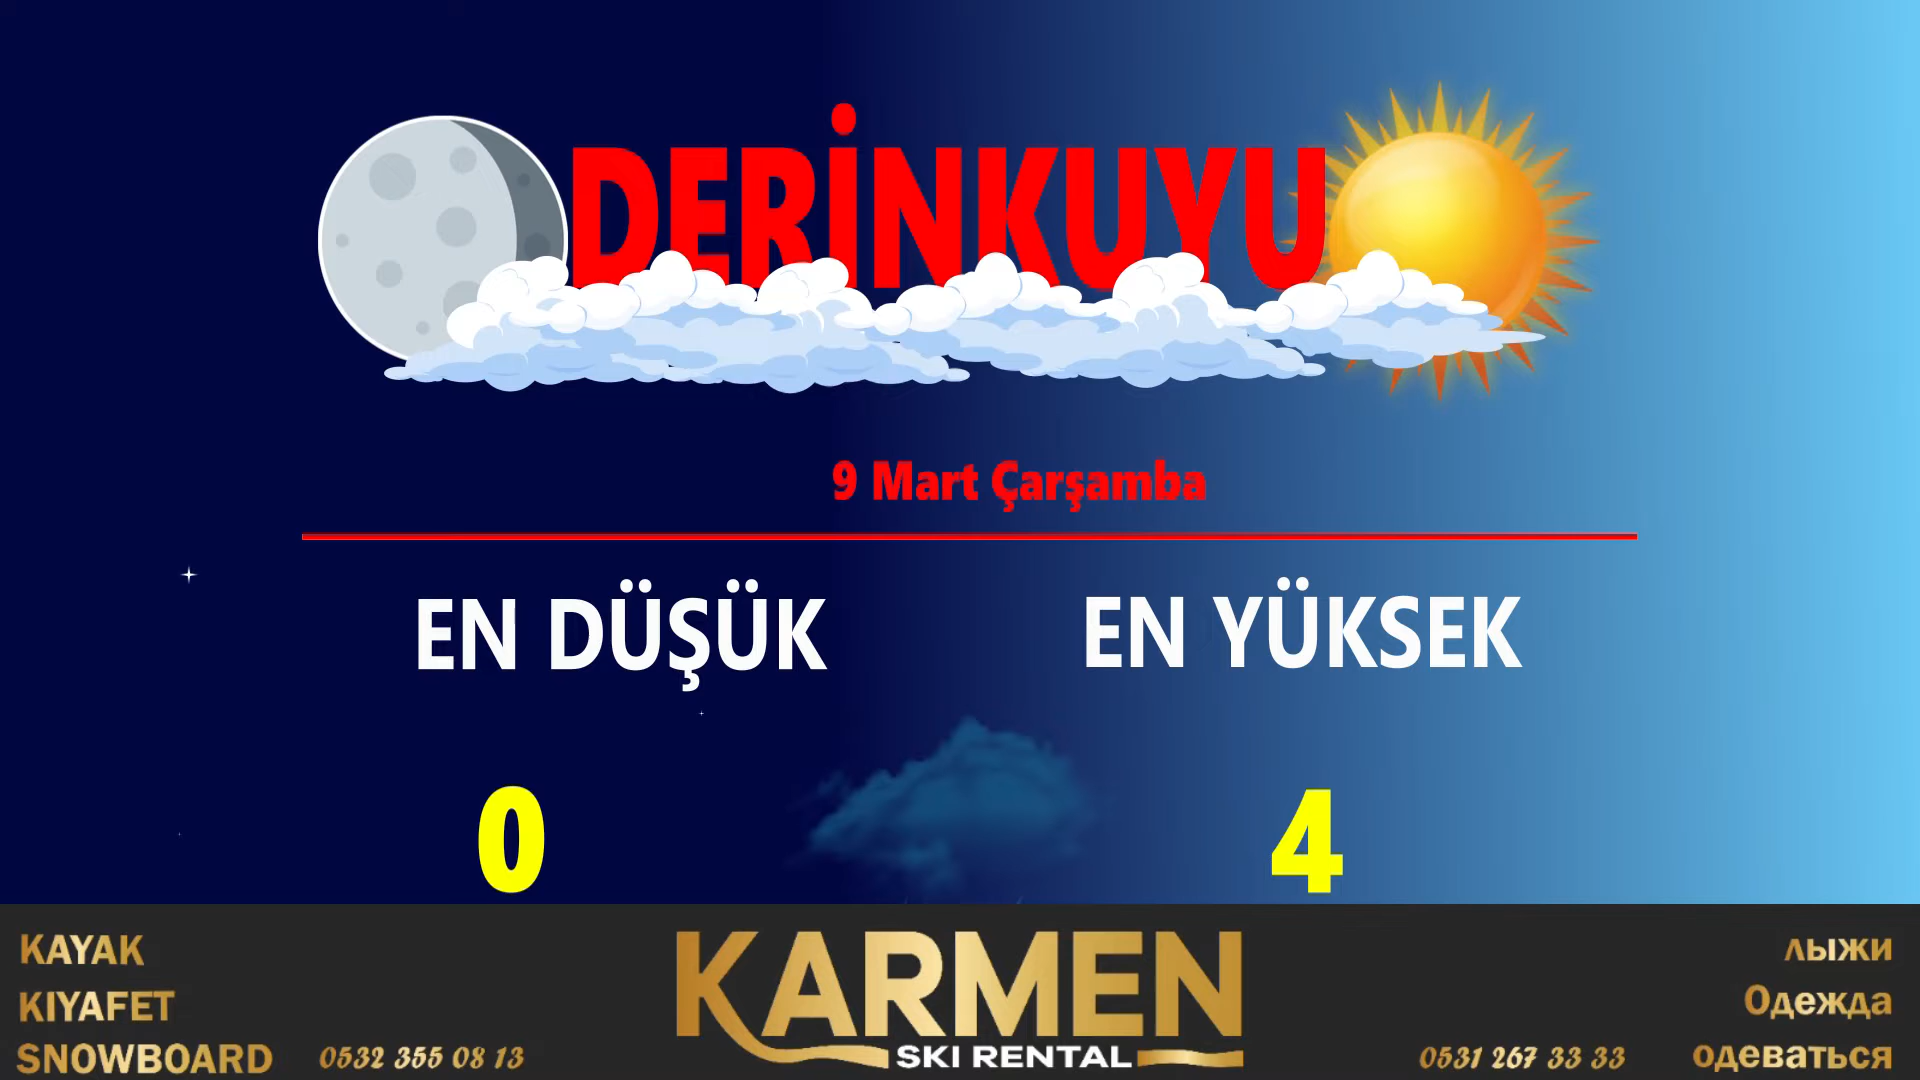 DERİNKUYU
9 Mart Çarşamba
EN DÜŞÜK
EN YÜKSEK
0
4
KAYAK
KIYAFET
SNOWBOARD
0532 355 08 13
KARMEN
SKI RENTAL
0531 267 33 33
лыжи
Одежда
одеваться